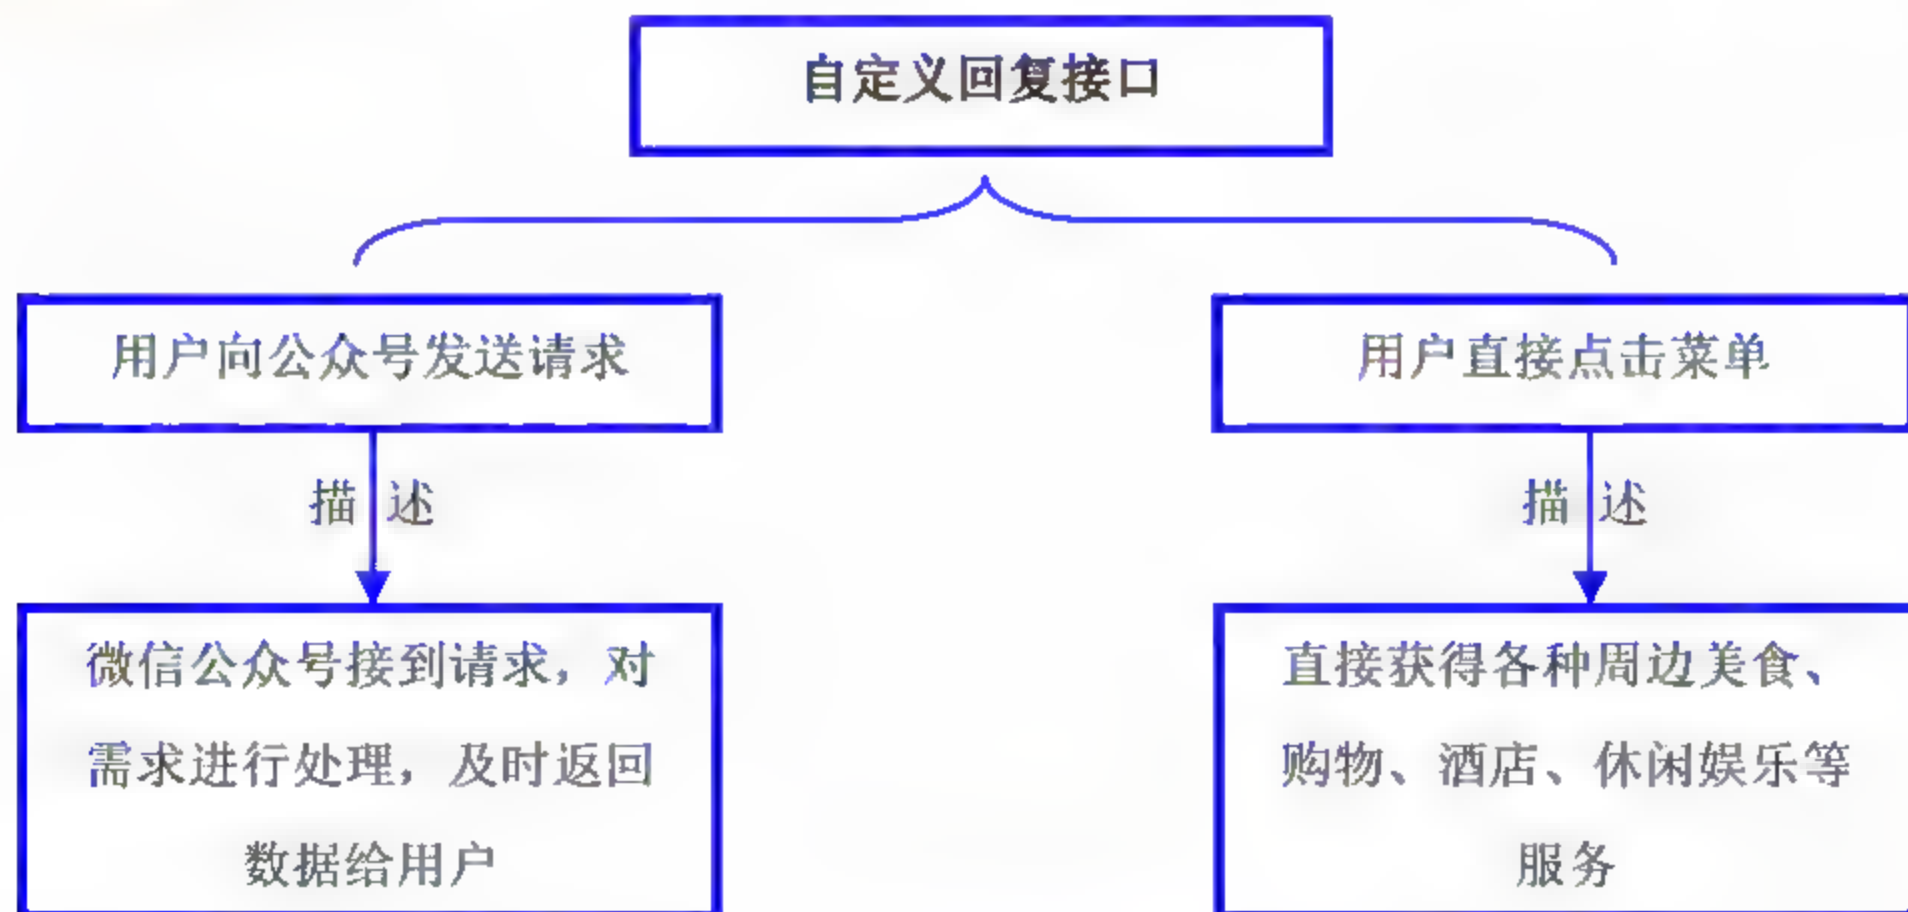 自定义回复接口
用户向公众号发送请求
用户直接点击菜单
描述
描述
微信公众号接到请求，对
需求进行处理，及时返回
数据给用户
直接获得各种周边美食、
购物、酒店、休闲娱乐等
服务